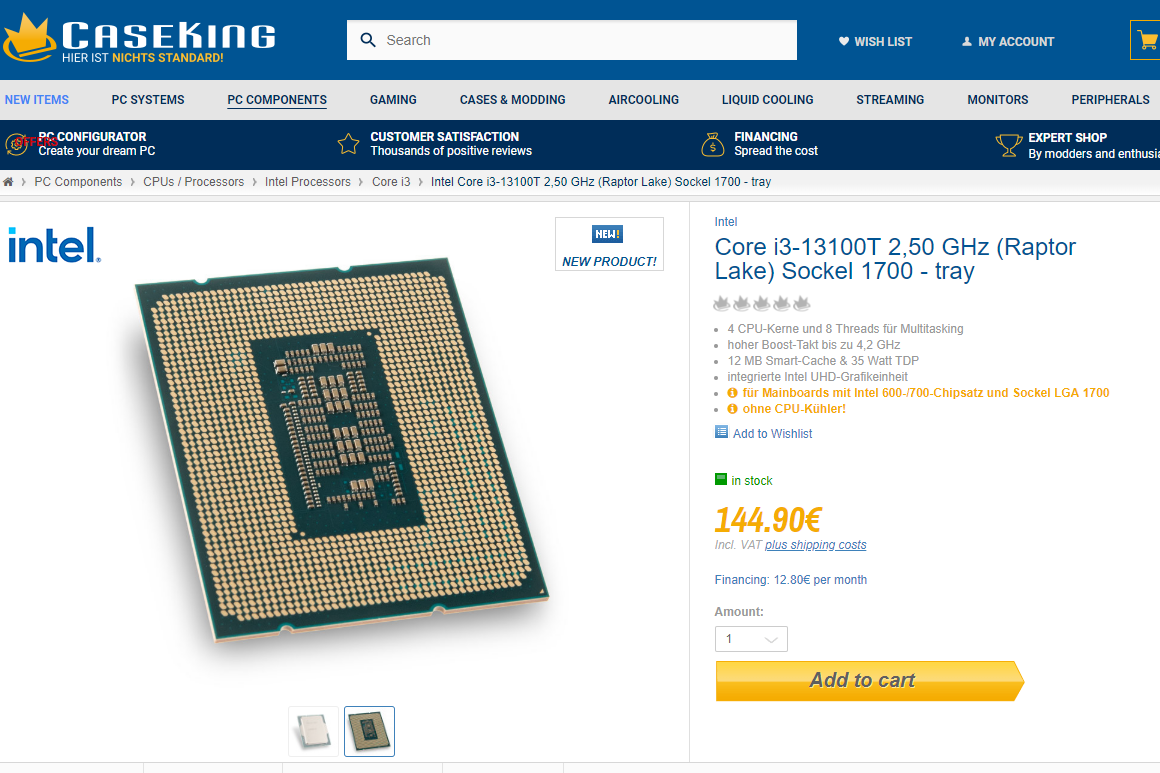 CASEKING
HIER IST NICHTS STANDARD!
Search
WISH LIST
MY ACCOUNT
NEW ITEMS
PC SYSTEMS
PC COMPONENTS
GAMING
CASES & MODDING
AIRCOOLING
LIQUID COOLING
STREAMING
MONITORS
PERIPHERALS
OFFERS
PC CONFIGURATOR
Create your dream PC
CUSTOMER SATISFACTION
Thousands of positive reviews
FINANCING
Spread the cost
EXPERT SHOP
By modders and enthusia
PC Components
CPUs / Processors
Intel Processors
Core i3
Intel Core i3-13100T 2,50 GHz (Raptor Lake) Sockel 1700 - tray
intel.
NEW!
NEW PRODUCT!
Intel
Core i3-13100T 2,50 GHz (Raptor
Lake) Sockel 1700 - tray
4 CPU-Kerne und 8 Threads für Multitasking
hoher Boost-Takt bis zu 4,2 GHz
12 MB Smart-Cache & 35 Watt TDP
integrierte Intel UHD-Grafikeinheit
für Mainboards mit Intel 600-/700-Chipsatz und Sockel LGA 1700
ohne CPU-Kühler!
Add to Wishlist
in stock
144.90€
Incl. VAT plus shipping costs
Financing: 12.80€ per month
Amount:
1
Add to cart